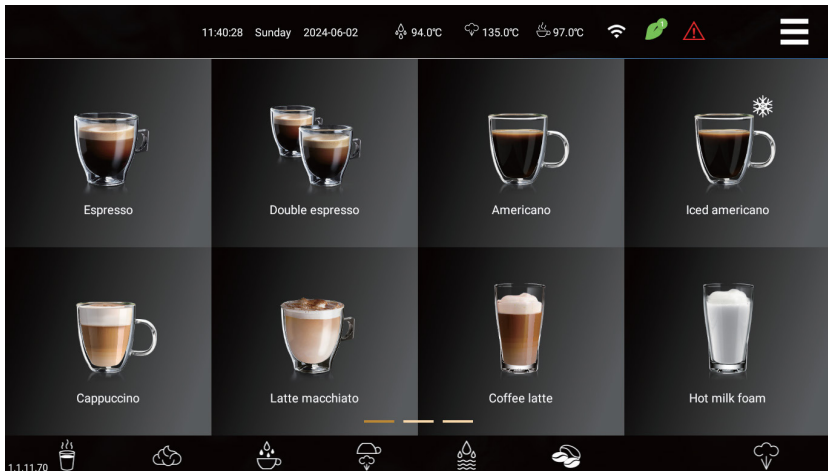 11:40:28 Sunday 2024-06-02 94.0℃ 135.0℃ 97.0℃ 1
Espresso Double espresso Americano Iced americano
Cappuccino Latte macchiato Coffee latte Hot milk foam
1.1.11.70